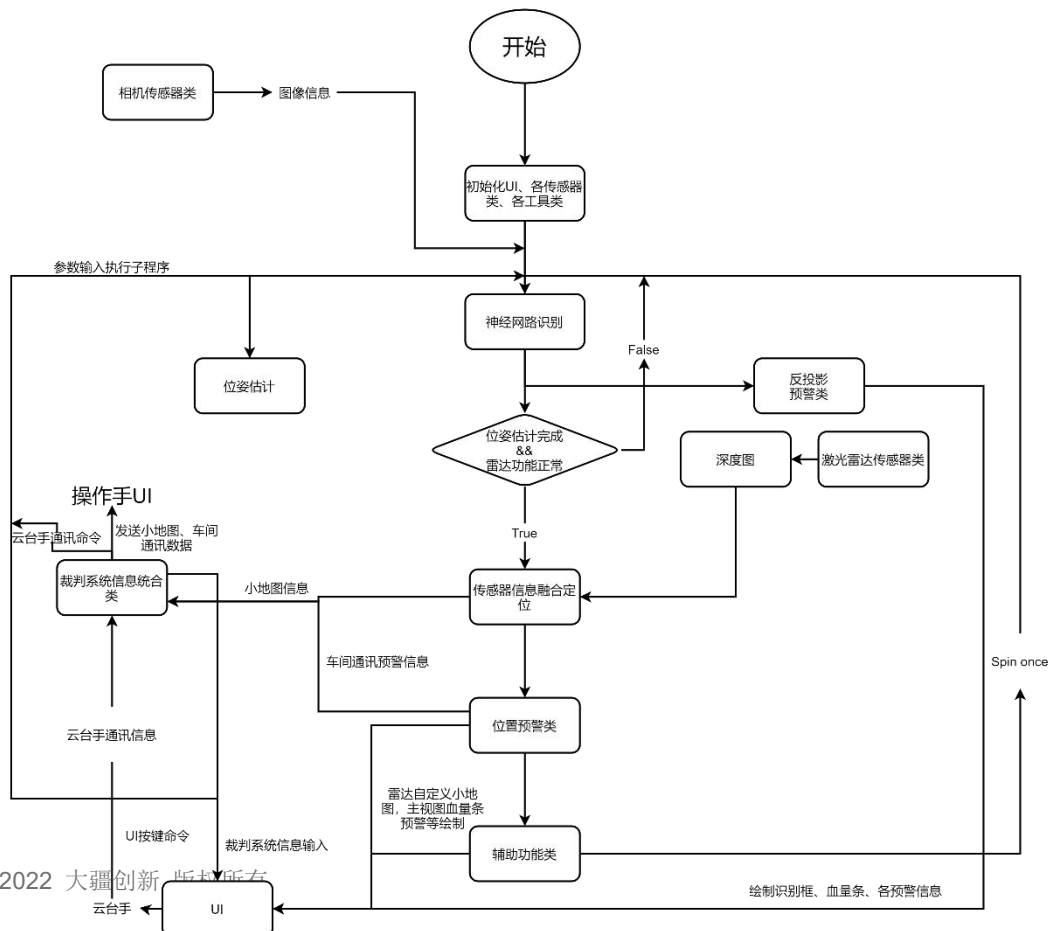 开始
相机传感器类
图像信息
初始化UI、各传感器
类、各工具类
参数输入执行子程序
神经网路识别
False
位姿估计
反投影
预警类
位姿估计完成
&&
雷达功能正常
深度图
激光雷达传感器类
操作手UI
云台手通讯命令
发送小地图、车间
通讯数据
True
裁判系统信息统合
类
小地图信息
传感器信息融合定
位
车间通讯预警信息
Spin once
云台手通讯信息
位置预警类
雷达自定义小地
图，主视图血量条
预警等绘制
UI按键命令
裁判系统信息输入
辅助功能类
2022 大疆创新 版权所有
云台手
UI
绘制识别框、血量条、各预警信息